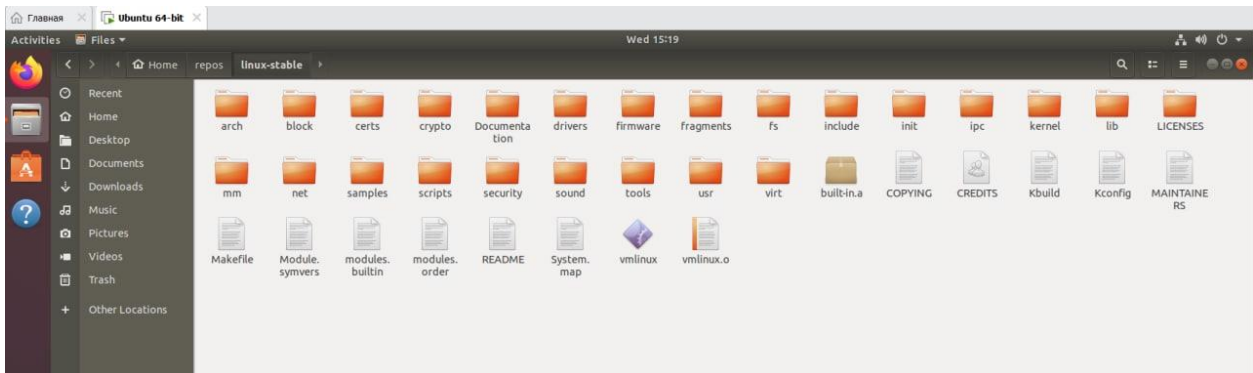 Главная
Ubuntu 64-bit
Activities Files Wed 15:19
Home repos linux-stable
Recent
Home
Desktop
Documents
Downloads
Music
Pictures
Videos
Trash
Other Locations
arch block certs crypto Documenta drivers firmware fragments fs include init ipc kernel lib LICENSES
tion
mm net samples scripts security sound tools usr virt built-in.a COPYING CREDITS Kbuild Kconfig MAINTAINE
RS
Makefile Module. modules. modules. README System. vmlinux vmlinux.o
symvers builtin order map